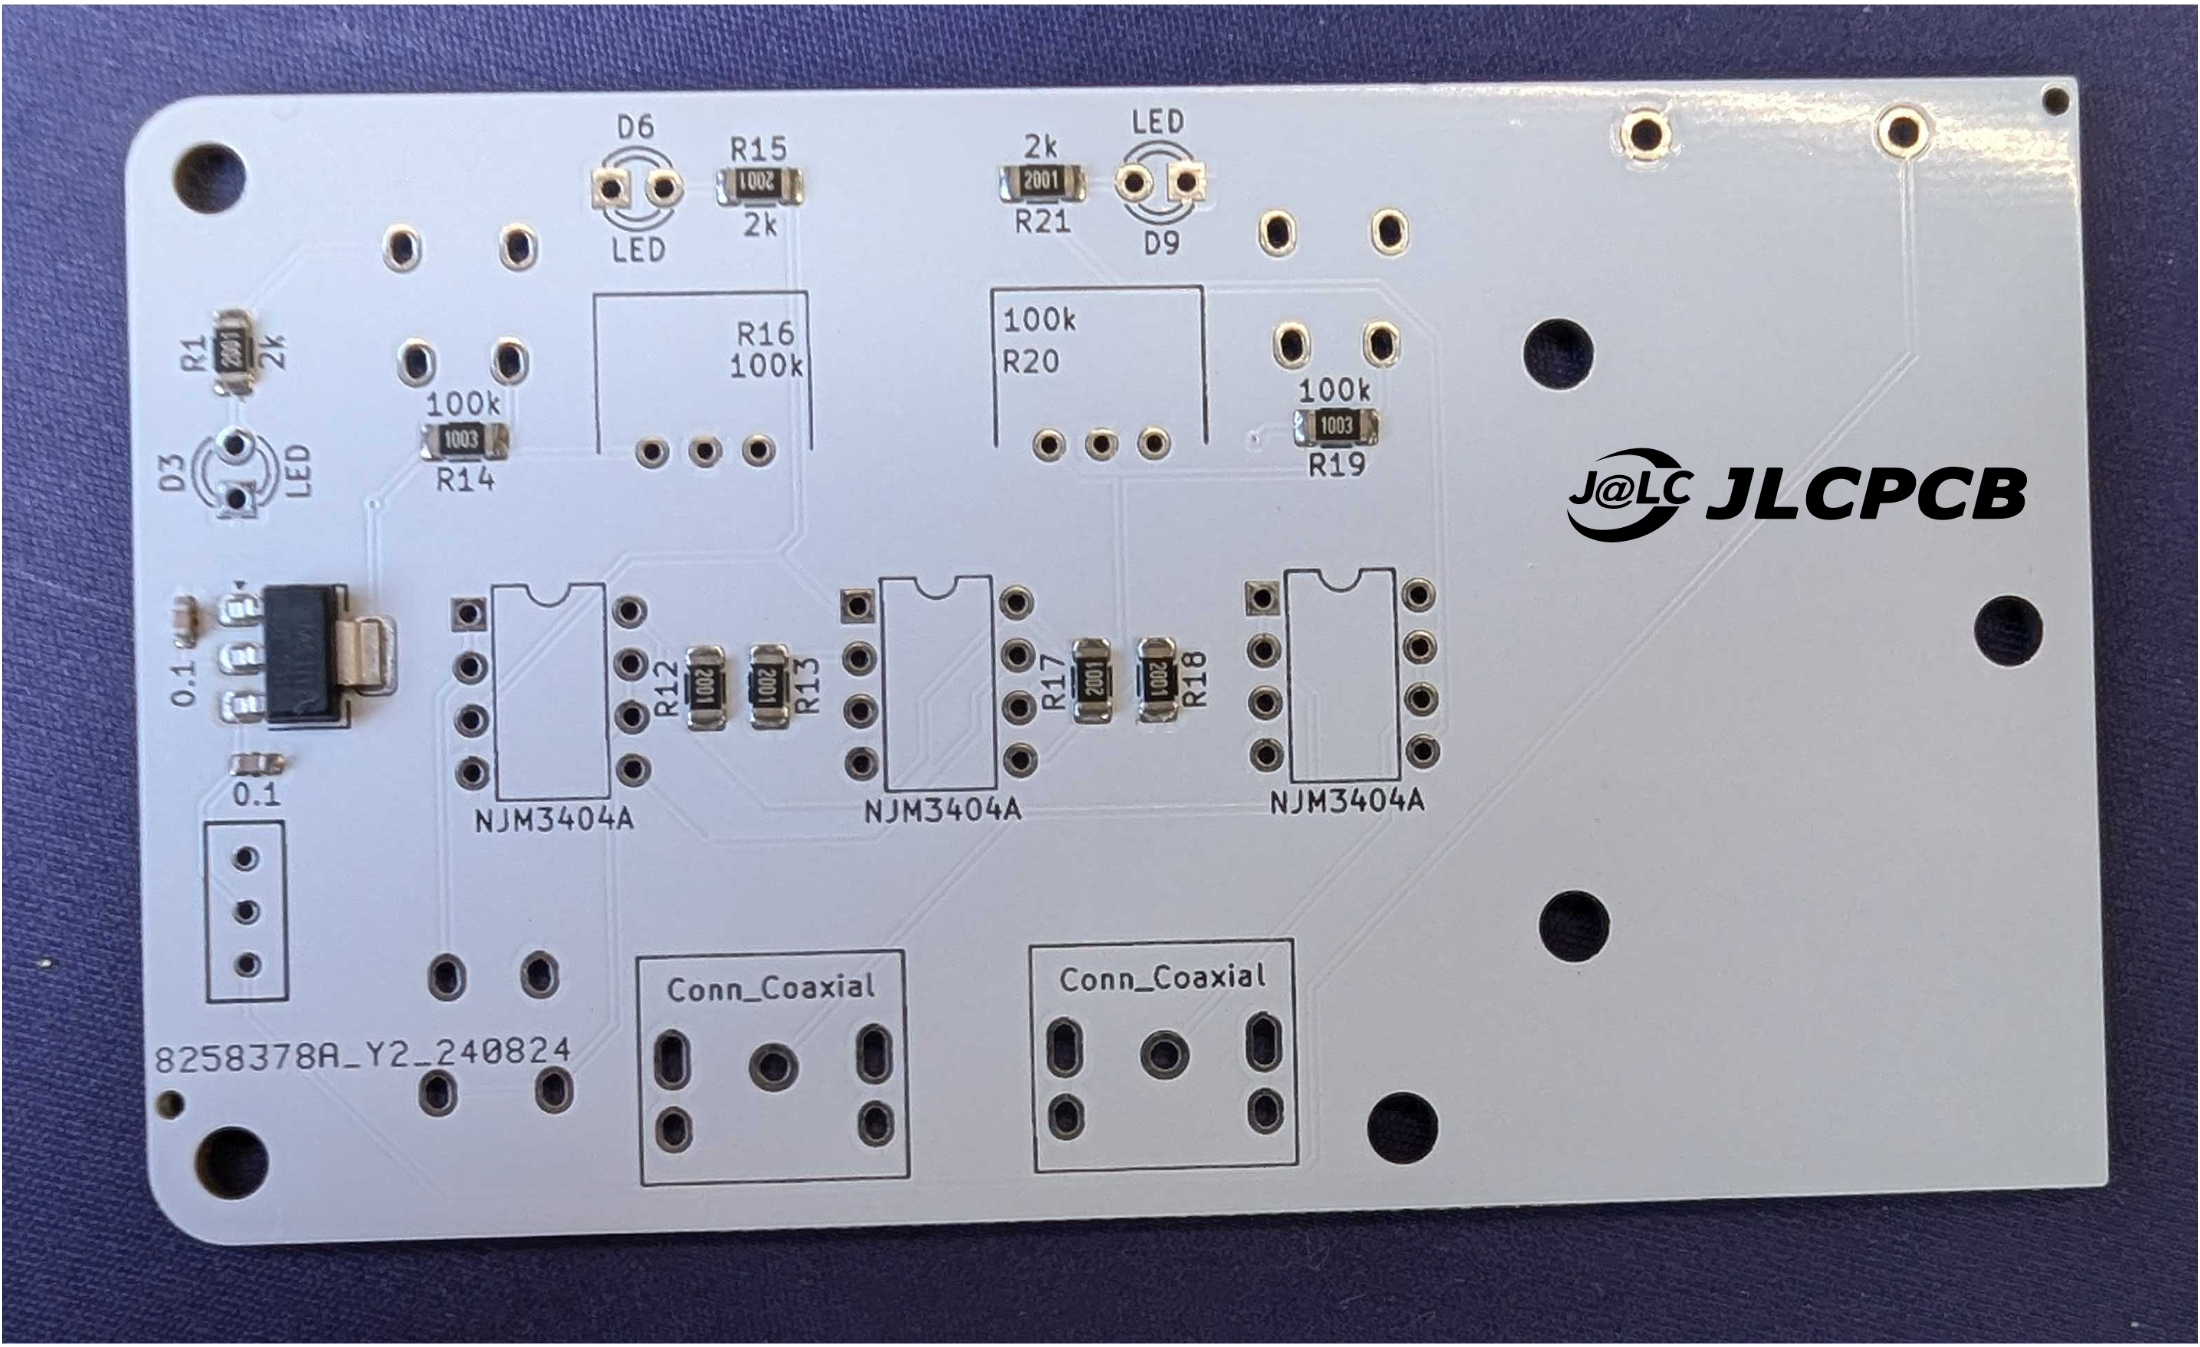 D6
LED
R15
2001
2k
2k
2001
R21
LED
D9
R1
2001
2k
R16
100k
100k
R20
100k
1003
R14
100k
1003
R19
D3
LED
J@LC JLCPCB
0.1
0.1
NJM3404A
R12
2001
2001
R13
NJM3404A
R17
2001
2001
R18
NJM3404A
Conn_Coaxial
Conn_Coaxial
8258378A_Y2_240824